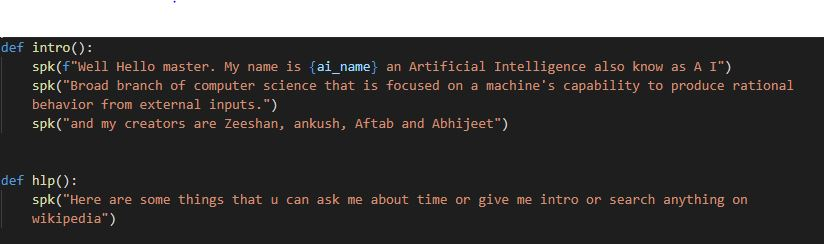 def intro():
    spk(f"Well Hello master. My name is {ai_name} an Artificial Intelligence also know as A I")
    spk("Broad branch of computer science that is focused on a machine's capability to produce rational
    behavior from external inputs.")
    spk("and my creators are Zeeshan, ankush, Aftab and Abhijeet")
def hlp():
    spk("Here are some things that u can ask me about time or give me intro or search anything on
    wikipedia")